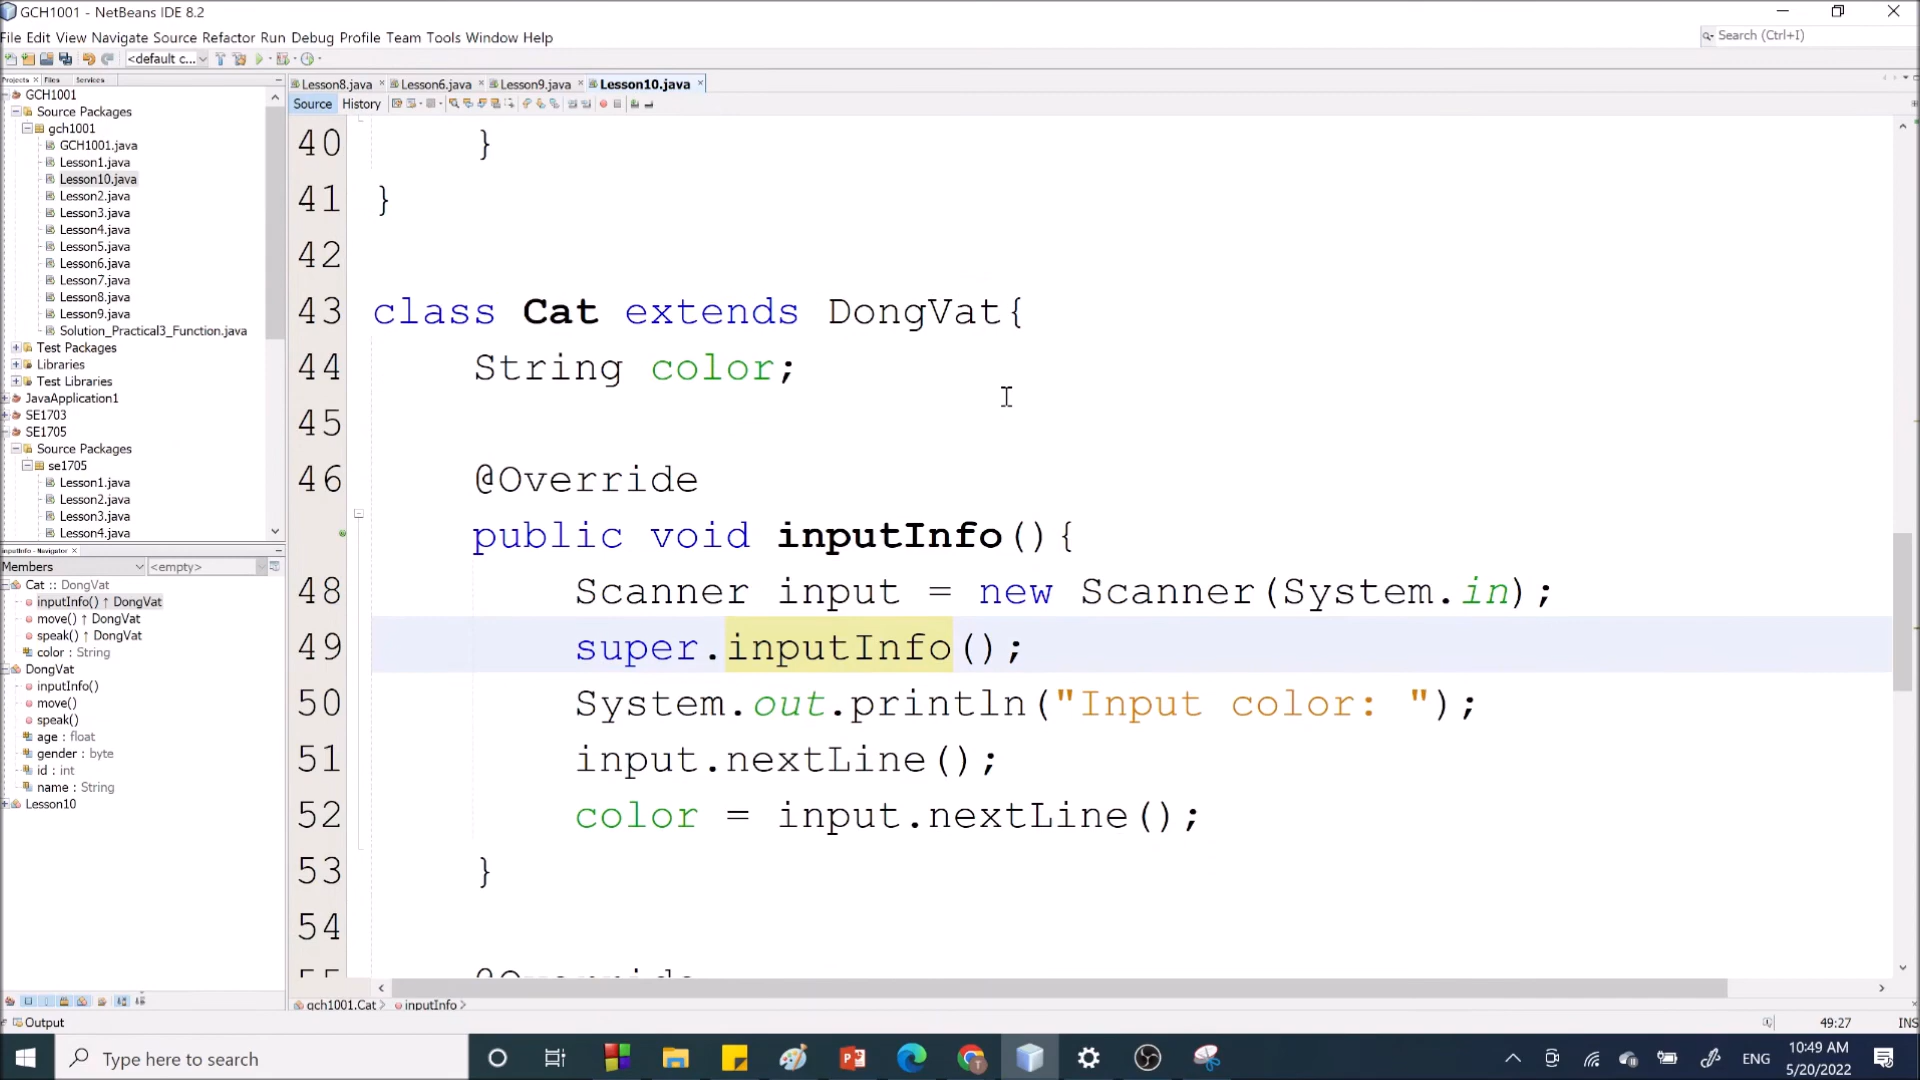 GCH1001 - NetBeans IDE 8.2
File Edit View Navigate Source Refactor Run Debug Profile Team Tools Window Help
Search (Ctrl+I)
<default c...
Projects × Files Services
Lesson8.java × Lesson6.java × Lesson9.java × Lesson10.java ×
Source History
GCH1001
Source Packages
gch1001
GCH1001.java
Lesson1.java
Lesson10.java
Lesson2.java
Lesson3.java
Lesson4.java
Lesson5.java
Lesson6.java
Lesson7.java
Lesson8.java
Lesson9.java
Solution_Practical3_Function.java
Test Packages
Libraries
Test Libraries
JavaApplication1
SE1703
SE1705
Source Packages
se1705
Lesson1.java
Lesson2.java
Lesson3.java
Lesson4.java
inputInfo - Navigator ×
Members <empty>
Cat :: DongVat
inputInfo() ↑ DongVat
move() ↑ DongVat
speak() ↑ DongVat
color : String
DongVat
inputInfo()
move()
speak()
age : float
gender : byte
id : int
name : String
Lesson10
40 }
41 }
42
43 class Cat extends DongVat{
44 String color;
45
46 @Override
public void inputInfo(){
48 Scanner input = new Scanner(System.in);
49 super.inputInfo();
50 System.out.println("Input color: ");
51 input.nextLine();
52 color = input.nextLine();
53 }
54
55 @Override
gch1001.Cat > inputInfo >
Output
49:27 INS
Type here to search
ENG
10:49 AM
5/20/2022